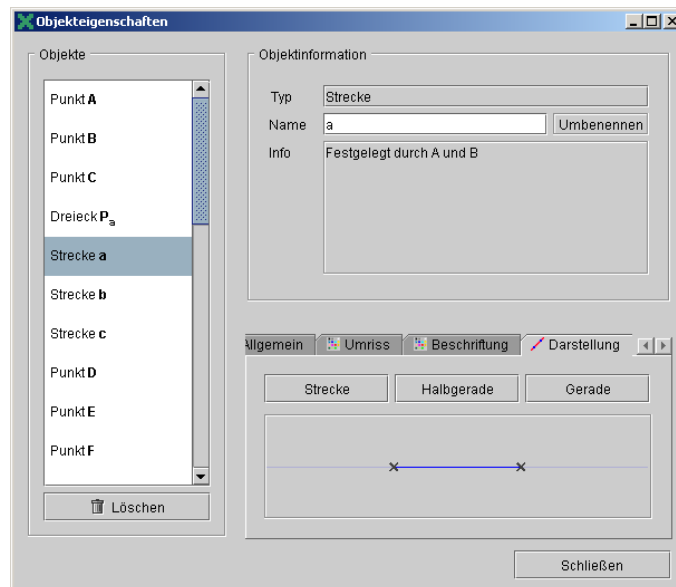 Objekteigenschaften
Objekte
Punkt A
Punkt B
Punkt C
Dreieck Pa
Strecke a
Strecke b
Strecke c
Punkt D
Punkt E
Punkt F
Löschen
Objektinformation
Typ Strecke
Name a Umbenennen
Info Festgelegt durch A und B
Allgemein Umriss Beschriftung Darstellung
Strecke Halbgerade Gerade
Schließen